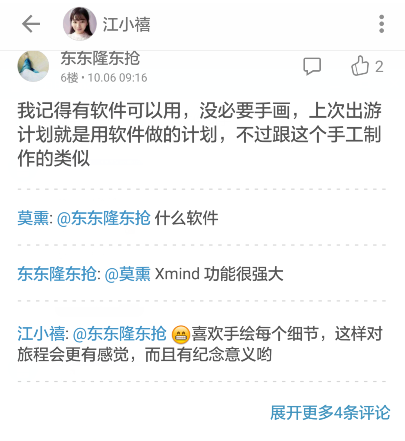 江小禧
东东隆东抢
6楼 • 10.06 09:16
2
我记得有软件可以用，没必要手画，上次出游
计划就是用软件做的计划，不过跟这个手工制
作的类似
莫熏: @东东隆东抢 什么软件
东东隆东抢: @莫熏 Xmind 功能很强大
江小禧: @东东隆东抢 😁喜欢手绘每个细节，这样对
旅程会更有感觉，而且有纪念意义哟
展开更多4条评论